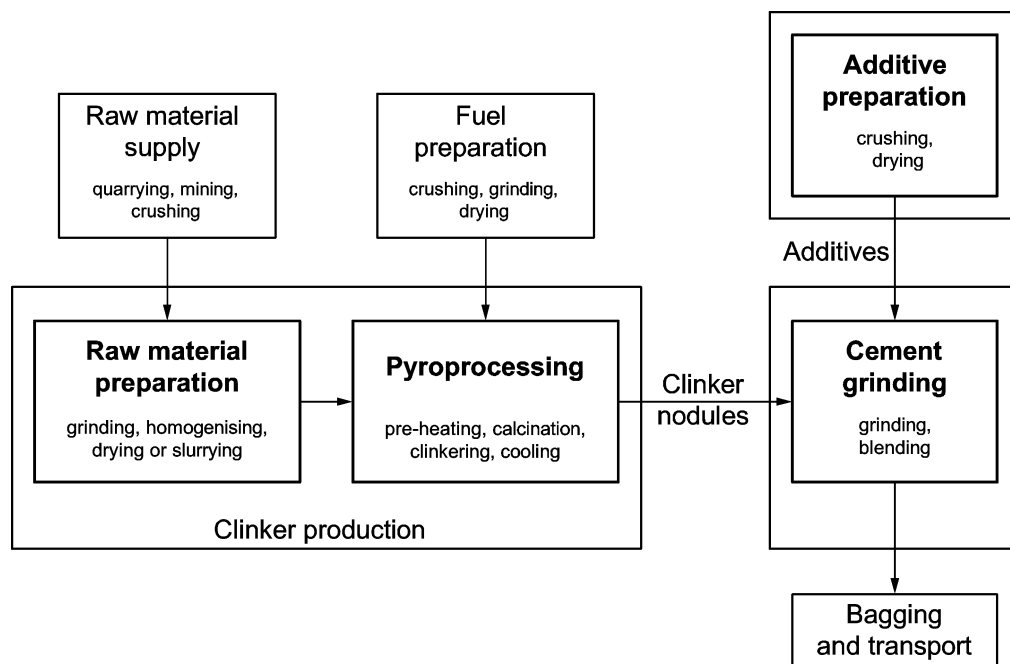 Raw material
supply
quarrying, mining,
crushing
Fuel
preparation
crushing, grinding,
drying
Additive
preparation
crushing,
drying
Additives
Raw material
preparation
grinding, homogenising,
drying or slurrying
Pyroprocessing
pre-heating, calcination,
clinkering, cooling
Clinker
nodules
Cement
grinding
grinding,
blending
Clinker production
Bagging
and transport